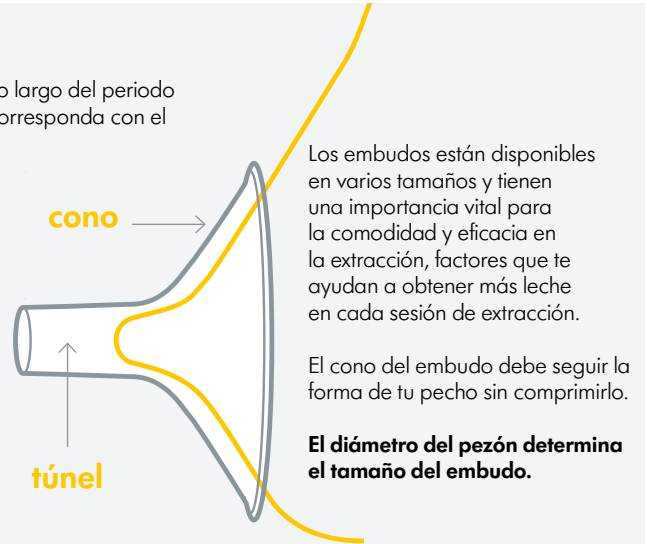 largo del periodo
orresponda con el
cono
túnel
Los embudos están disponibles
en varios tamaños y tienen
una importancia vital para
la comodidad y eficacia en
la extracción, factores que te
ayudan a obtener más leche
en cada sesión de extracción.
El cono del embudo debe seguir la
forma de tu pecho sin comprimirlo.
El diámetro del pezón determina
el tamaño del embudo.